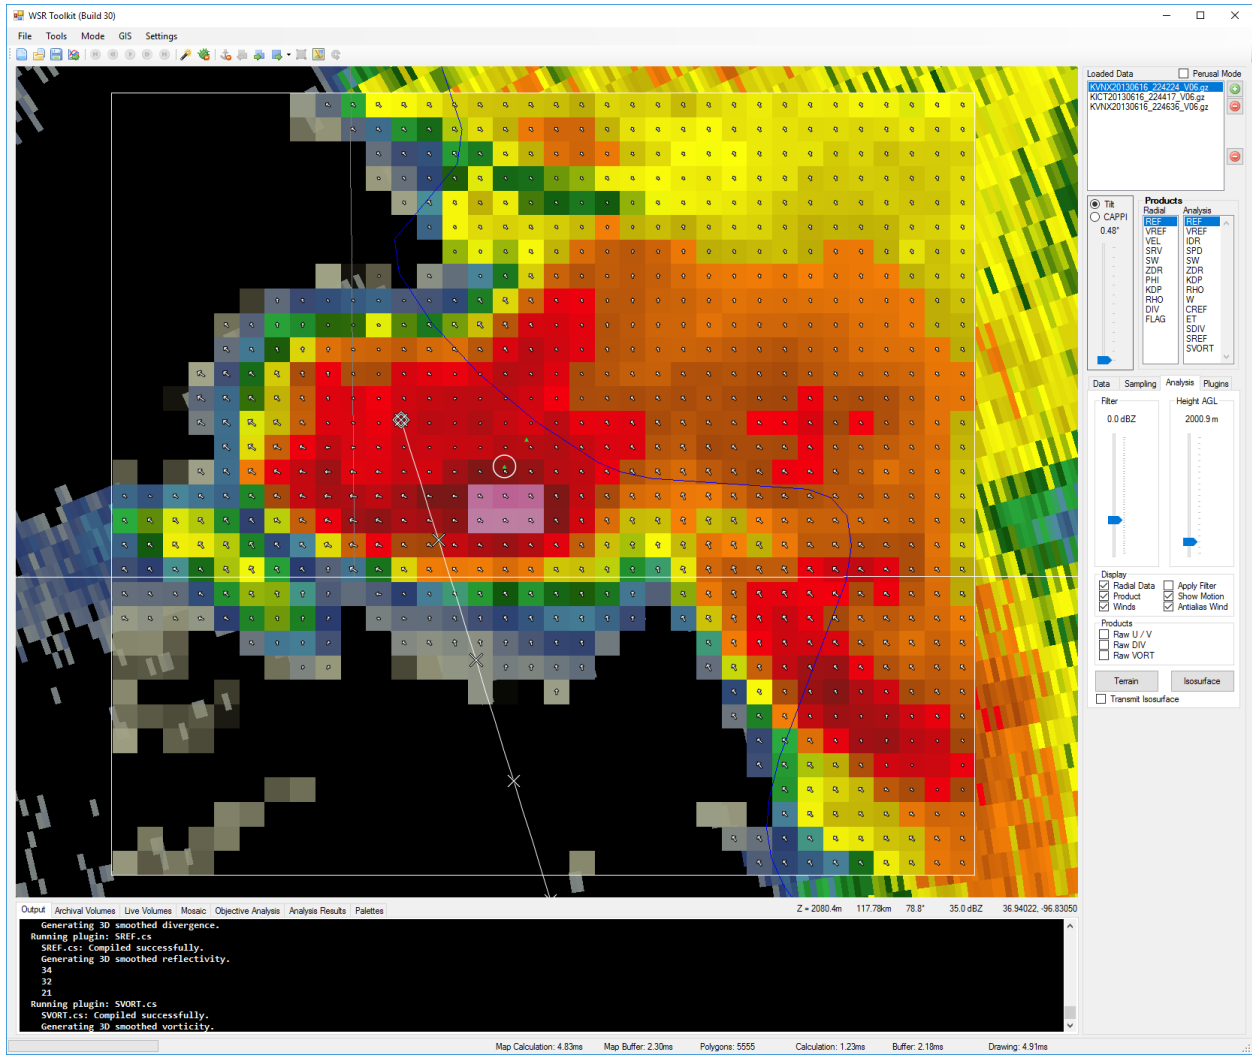 WSR Toolkit (Build 30)
File Tools Mode GIS Settings
Loaded Data Perusal Mode
KVNX20130616_224224_V06.gz
KICT20130616_224417_V06.gz
KVNX20130616_224636_V06.gz
Tilt
CAPPI
0.48°
Products
Radial Analysis
REF REF
VREF VREF
VEL IDR
SRV SPD
SW SW
ZDR ZDR
PHI KDP
KDP RHO
RHO W
DIV CREF
FLAG ET
SDIV
SREF
SVORT
Data Sampling Analysis Plugins
Filter Height AGL
0.0 dBZ 2000.9 m
Display
Radial Data Apply Filter
Product Show Motion
Winds Antialias Wind
Products
Raw U / V
Raw DIV
Raw VORT
Terrain Isosurface
Transmit Isosurface
Output Archival Volumes Live Volumes Mosaic Objective Analysis Analysis Results Palettes
Z = 2080.4m 117.78km 78.8° 35.0 dBZ 36.94022, -96.83050
Generating 3D smoothed divergence.
Running plugin: SREF.cs
SREF.cs: Compiled successfully.
Generating 3D smoothed reflectivity.
34
32
21
Running plugin: SVORT.cs
SVORT.cs: Compiled successfully.
Generating 3D smoothed vorticity.
Map Calculation: 4.83ms Map Buffer: 2.30ms Polygons: 5555 Calculation: 1.23ms Buffer: 2.18ms Drawing: 4.91ms